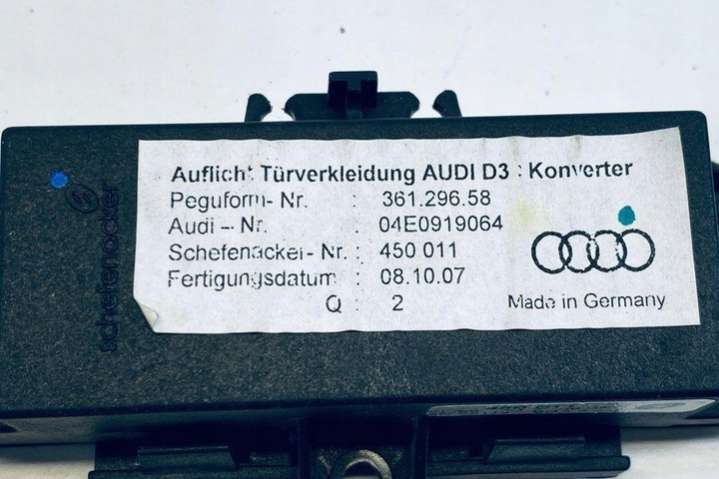 Auflicht Türverkleidung AUDI D3 : Konverter
Peguform- Nr. : 361.296.58
Audi – Nr. : 04E0919064
Schefenacker- Nr. : 450 011
Fertigungsdatum : 08.10.07
Q : 2
Made in Germany
schefenacker